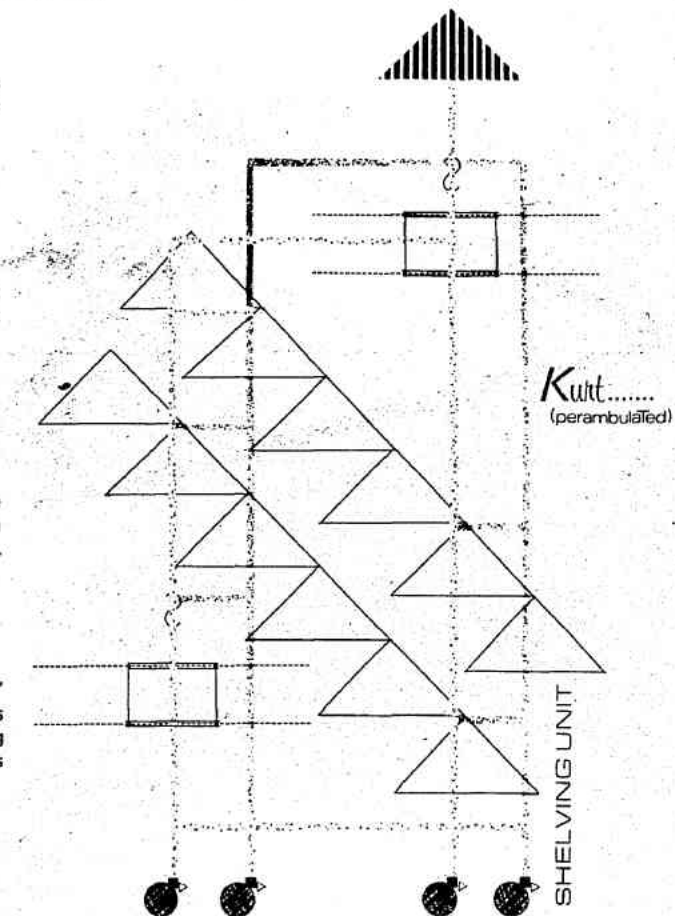 Kurt.......
(perambulaTed)
SHELVING UNIT